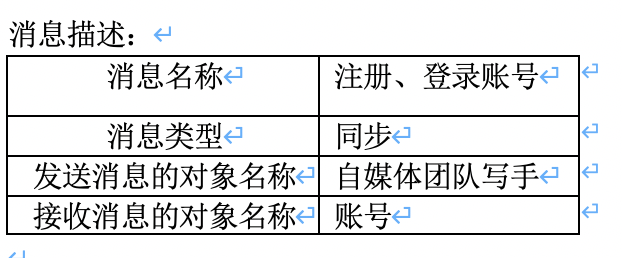 消息描述：
消息名称 注册、登录账号
消息类型 同步
发送消息的对象名称 自媒体团队写手
接收消息的对象名称 账号